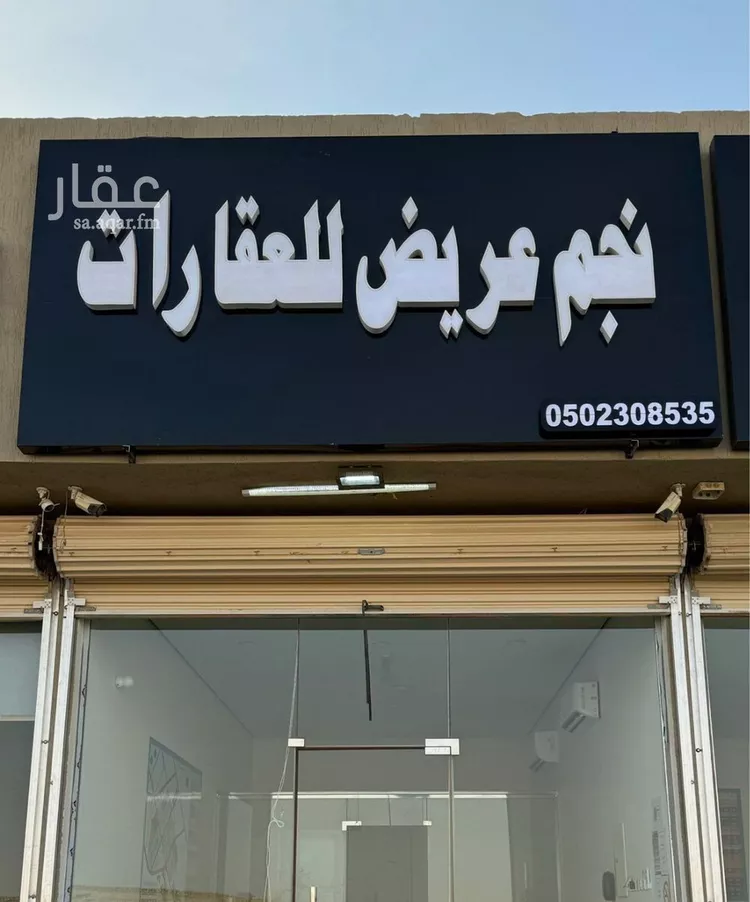 عقار
sa.aqar.fm
نجم عريض للعقارات
0502308535